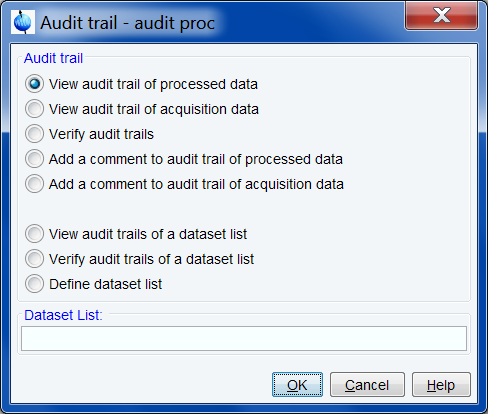 Audit trail - audit proc
Audit trail
View audit trail of processed data
View audit trail of acquisition data
Verify audit trails
Add a comment to audit trail of processed data
Add a comment to audit trail of acquisition data
View audit trails of a dataset list
Verify audit trails of a dataset list
Define dataset list
Dataset List:
OK Cancel Help